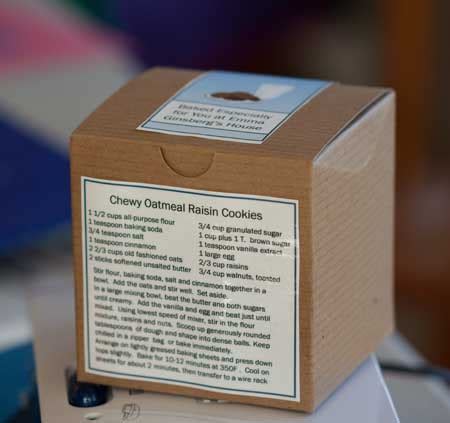 Baked Especially
for You at Emma
Ginsberg's House
Chewy Oatmeal Raisin Cookies
1 1/2 cups all-purpose flour
1 teaspoon baking soda
3/4 teaspoon salt
1 teaspoon cinnamon
2 2/3 cups old fashioned oats
2 sticks softened unsalted butter
3/4 cup granulated sugar
1 cup plus 1 T. brown sugar
1 teaspoon vanilla extract
1 large egg
2/3 cup raisins
3/4 cup walnuts, toasted
Stir flour, baking soda, salt and cinnamon together in a
bowl. Add the oats and stir well. Set aside.
In a large mixing bowl, beat the butter and both sugars
until creamy. Add the vanilla and egg and beat just until
mixed. Using lowest speed of mixer, stir in the flour
mixture, raisins and nuts. Scoop up generously rounded
tablespoons of dough and shape into dense balls. Keep
chilled in a zipper bag or bake immediately.
Arrange on lightly greased baking sheets and press down
tops slightly. Bake for 10-12 minutes at 350F. Cool on
sheets for about 2 minutes, then transfer to a wire rack